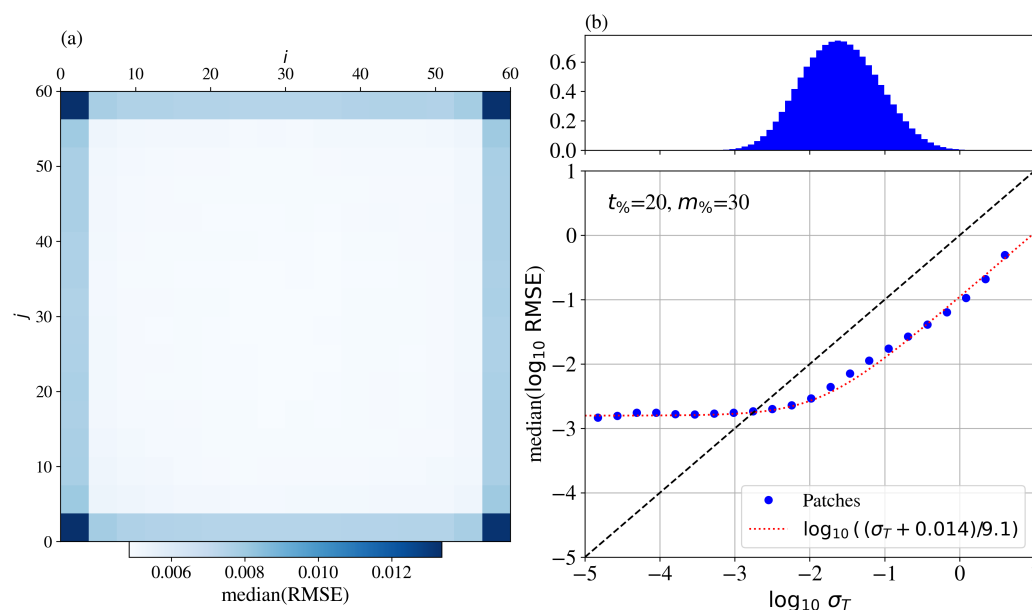 (a)
i
0 10 20 30 40 50 60
60
50
40
30
20
10
0
j
0.006 0.008 0.010 0.012
median(RMSE)
(b)
0.6
0.4
0.2
0.0
1
0
−1
−2
−3
−4
−5
median(log₁₀ RMSE)
t%=20, m%=30
Patches
log₁₀ ((σ_T + 0.014)/9.1)
−5 −4 −3 −2 −1 0
log₁₀ σ_T